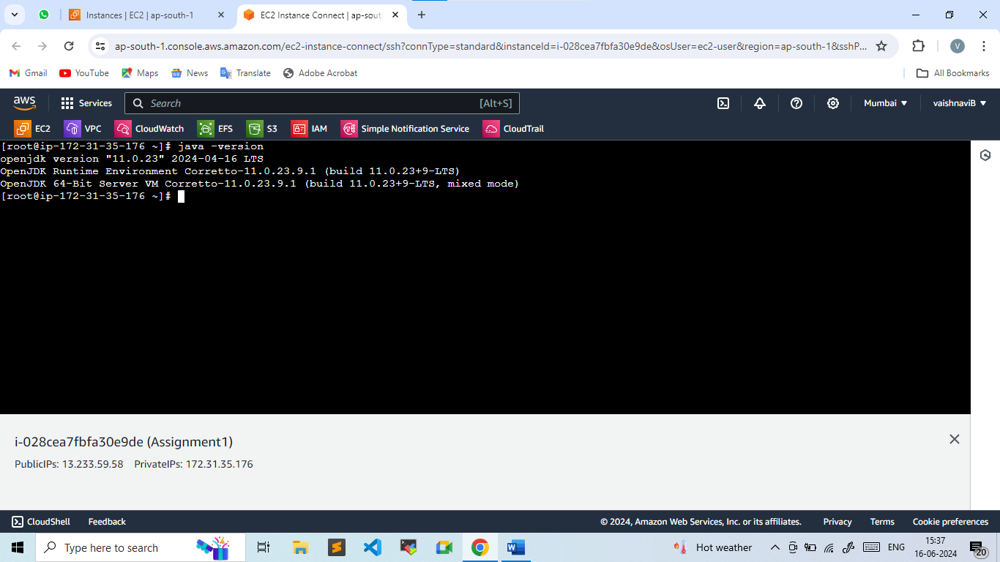 Instances | EC2 | ap-south-1
EC2 Instance Connect | ap-sout
ap-south-1.console.aws.amazon.com/ec2-instance-connect/ssh?connType=standard&instanceId=i-028cea7fbfa30e9de&osUser=ec2-user&region=ap-south-1&sshP...
V
Gmail
YouTube
Maps
News
Translate
Adobe Acrobat
All Bookmarks
aws
Services
Search
[Alt+S]
Mumbai
vaishnaviB
EC2
VPC
CloudWatch
EFS
S3
IAM
Simple Notification Service
CloudTrail
[root@ip-172-31-35-176 ~]# java -version
openjdk version "11.0.23" 2024-04-16 LTS
OpenJDK Runtime Environment Corretto-11.0.23.9.1 (build 11.0.23+9-LTS)
OpenJDK 64-Bit Server VM Corretto-11.0.23.9.1 (build 11.0.23+9-LTS, mixed mode)
[root@ip-172-31-35-176 ~]#
i-028cea7fbfa30e9de (Assignment1)
PublicIPs: 13.233.59.58 PrivateIPs: 172.31.35.176
CloudShell
Feedback
© 2024, Amazon Web Services, Inc. or its affiliates.
Privacy
Terms
Cookie preferences
Type here to search
Hot weather
ENG
15:37
16-06-2024
20